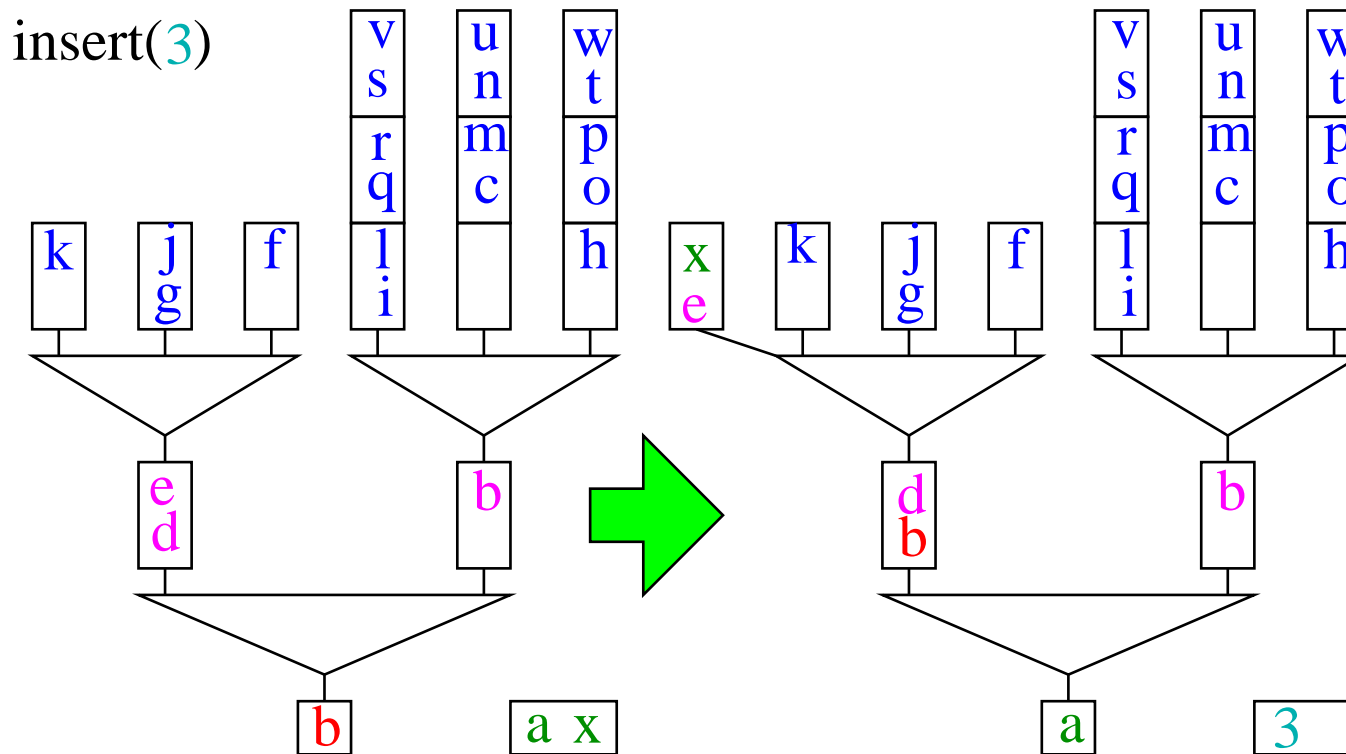 insert(3)
v u w v u w
s n t s n t
r m p r m p
q c o q c o
k j f l h x k j f l h
g i e g i
e b d b
d b
b a x a 3